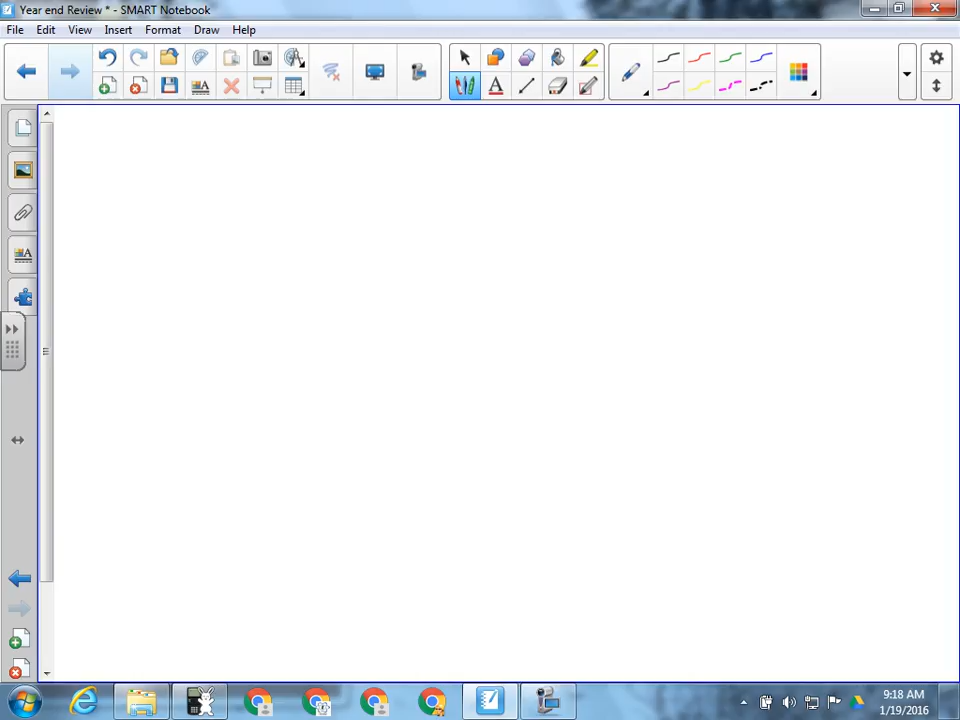 Year end Review * - SMART Notebook
File Edit View Insert Format Draw Help
A
A
9:18 AM
1/19/2016